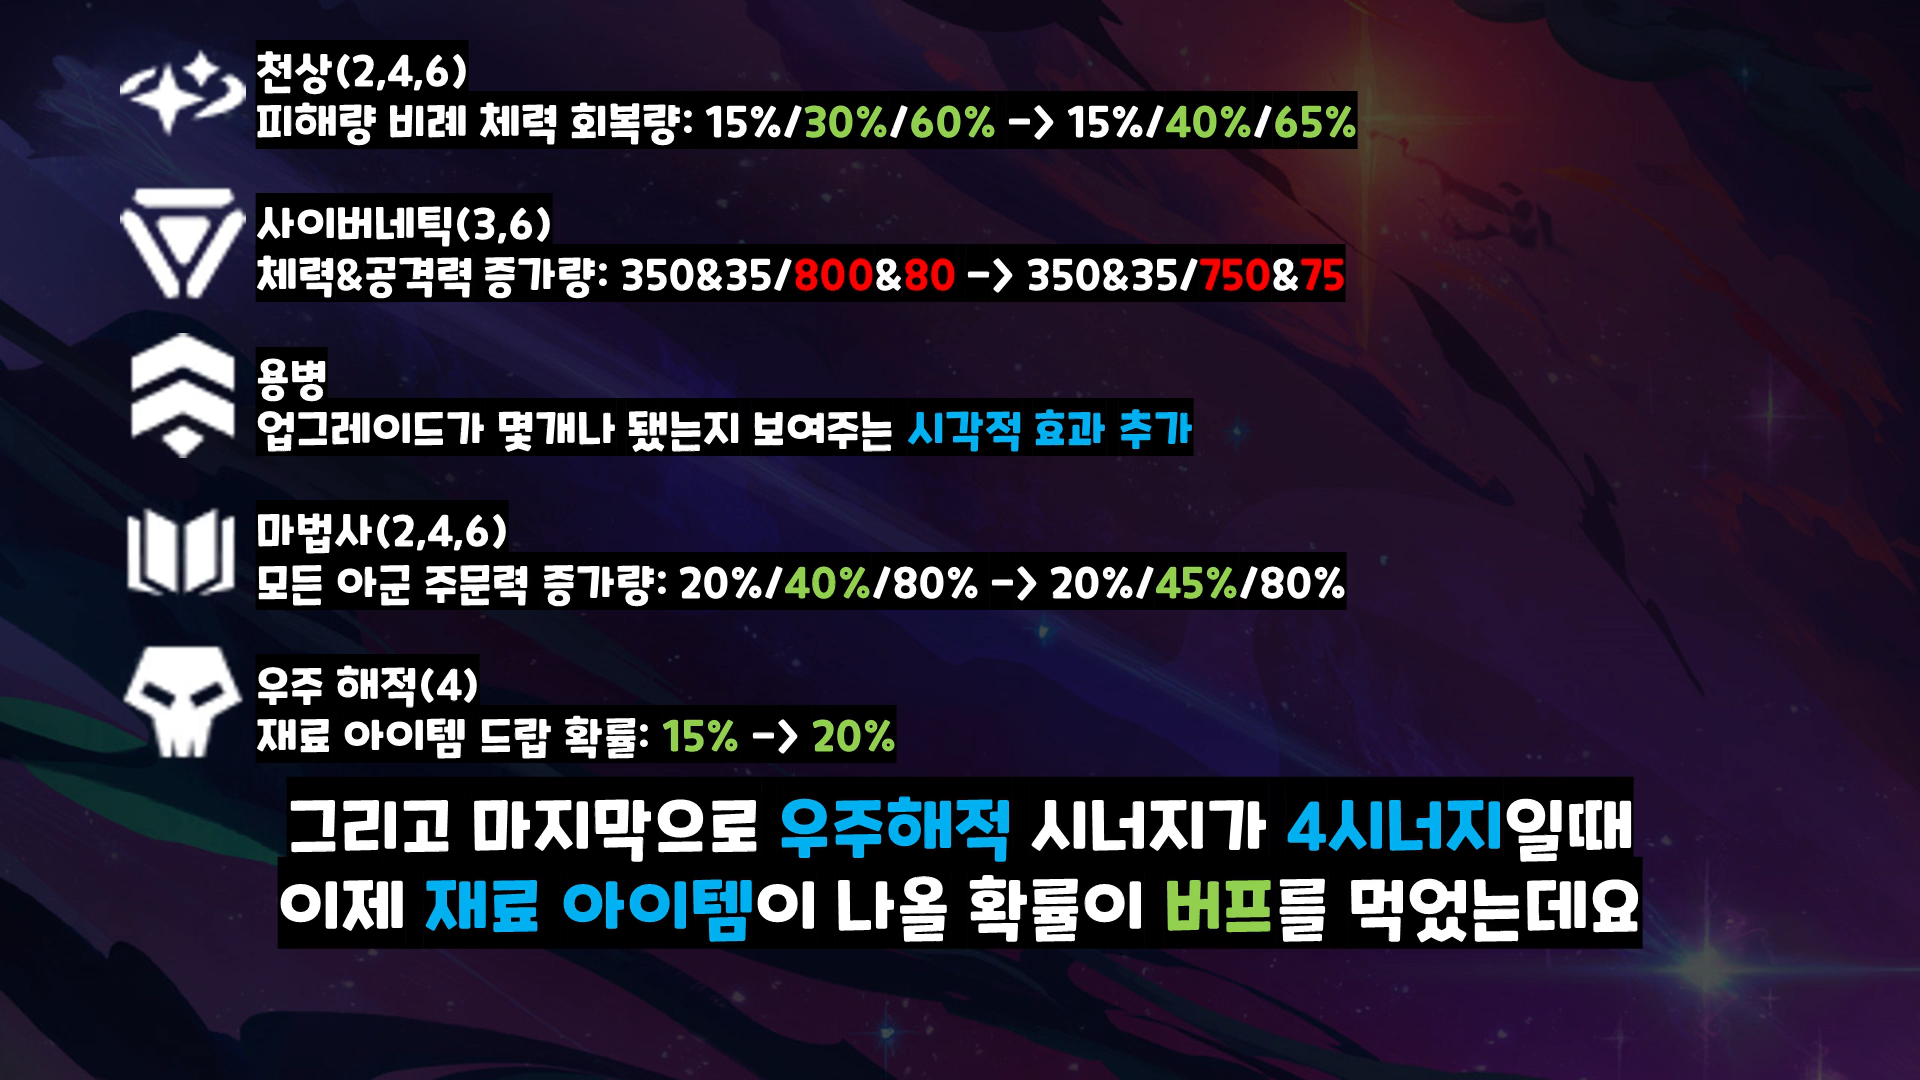 천상(2,4,6)
피해량 비례 체력 회복량: 15%/30%/60% -> 15%/40%/65%
사이버네틱(3,6)
체력&공격력 증가량: 350&35/800&80 -> 350&35/750&75
용병
업그레이드가 몇개나 됐는지 보여주는 시각적 효과 추가
마법사(2,4,6)
모든 아군 주문력 증가량: 20%/40%/80% -> 20%/45%/80%
우주 해적(4)
재료 아이템 드랍 확률: 15% -> 20%
그리고 마지막으로 우주해적 시너지가 4시너지일때
이제 재료 아이템이 나올 확률이 버프를 먹었는데요